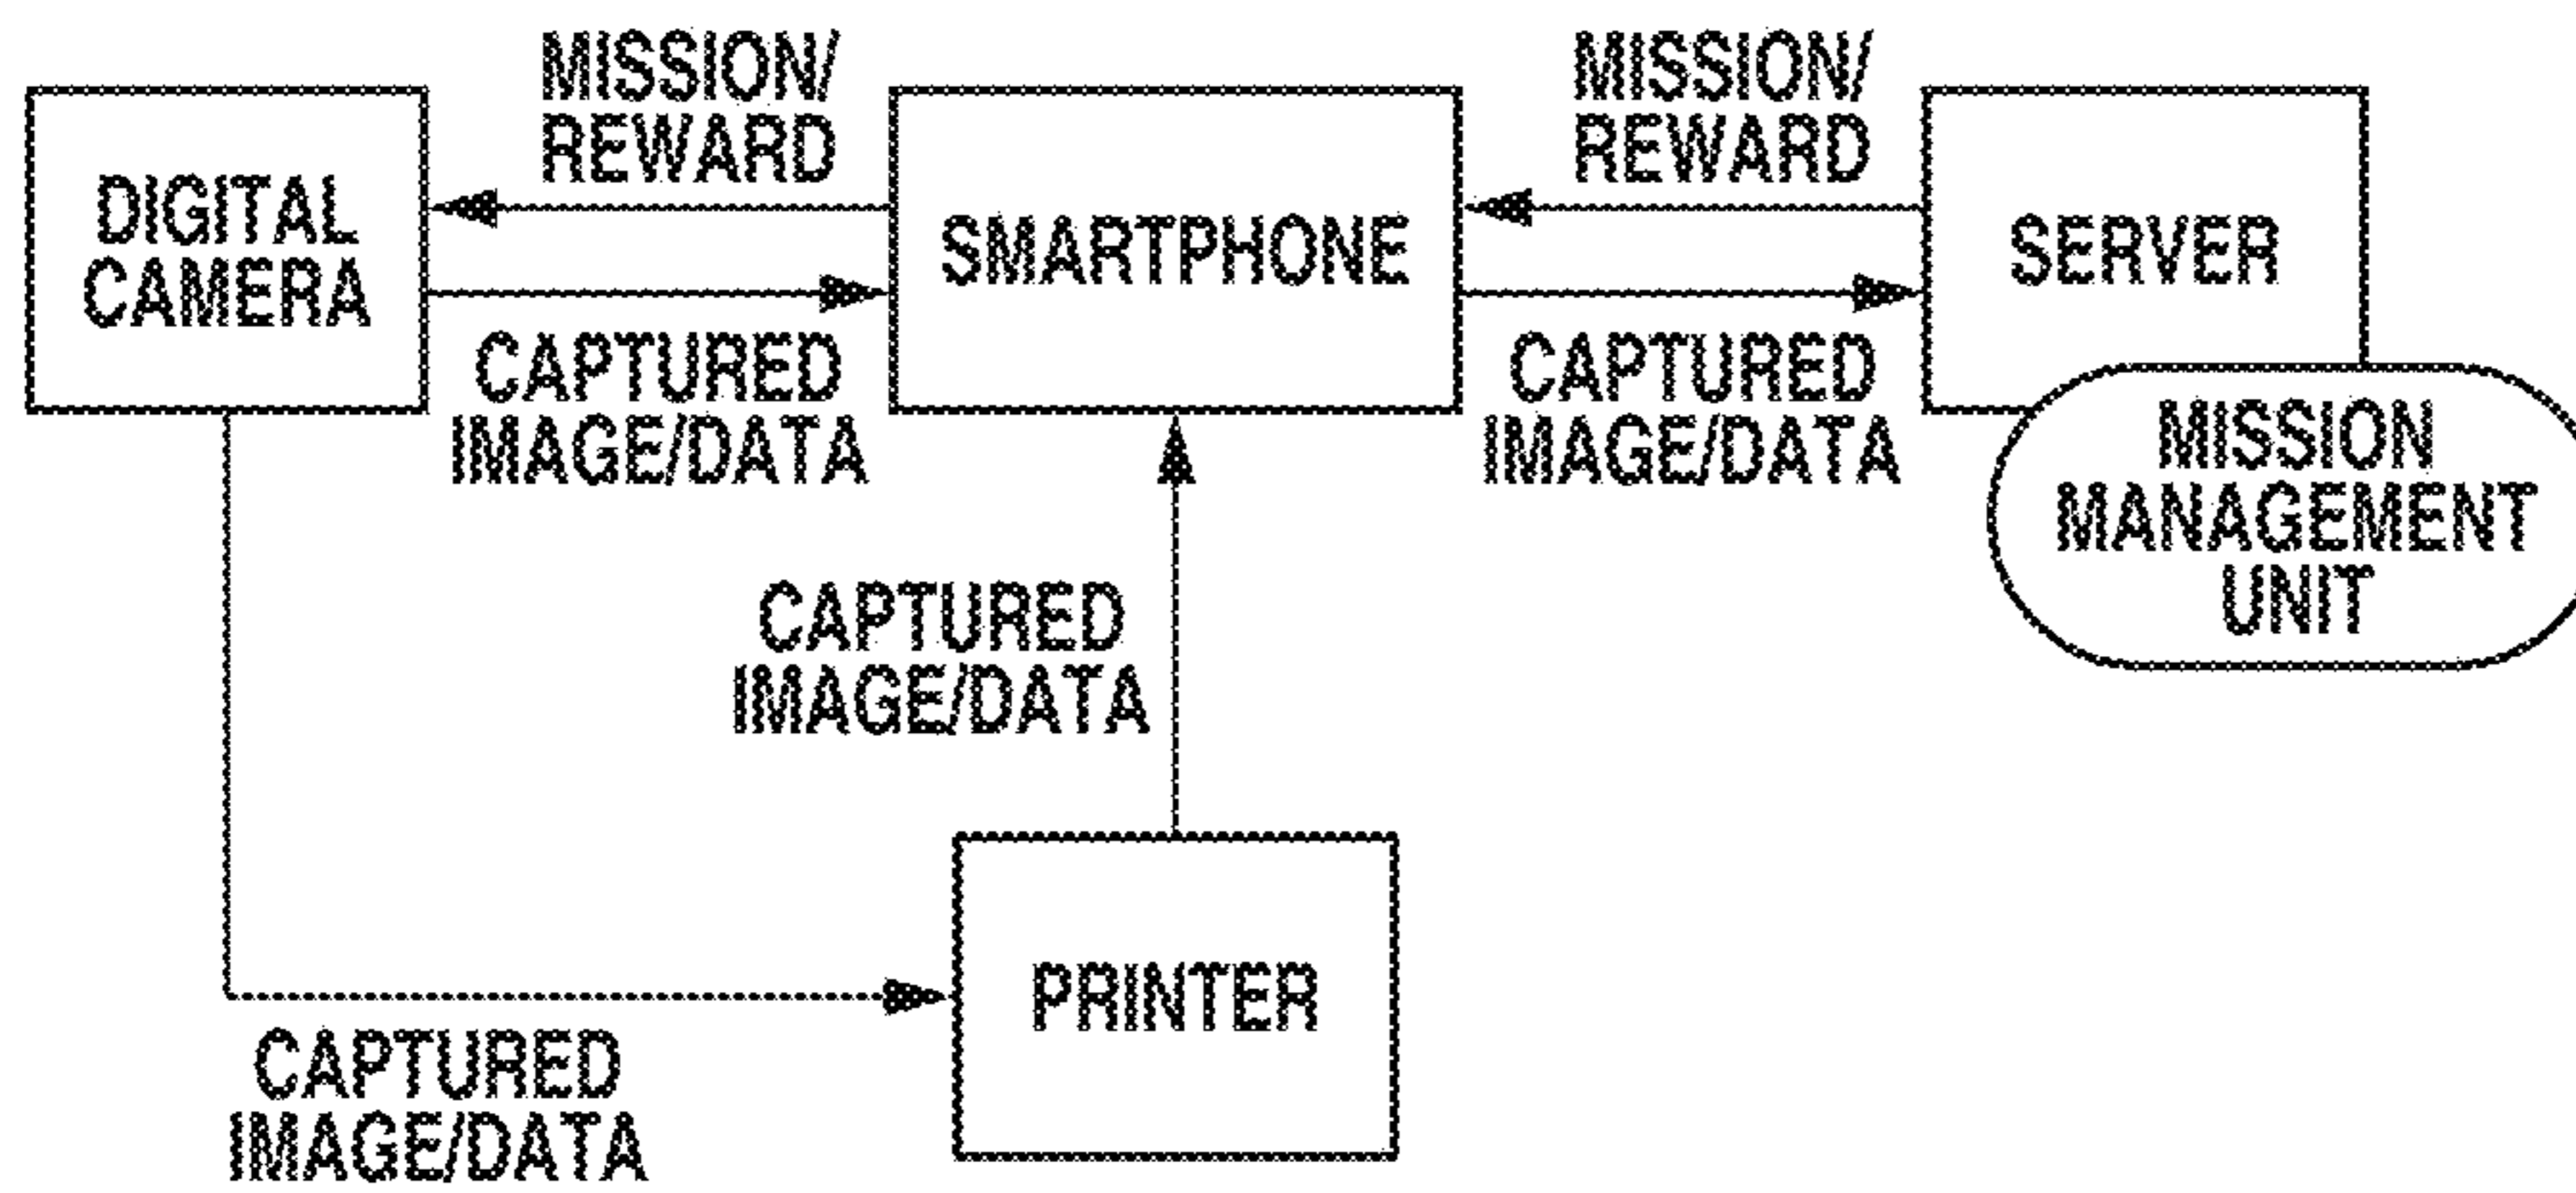 MISSION/
REWARD
MISSION/
REWARD
DIGITAL
CAMERA
SMARTPHONE
SERVER
CAPTURED
IMAGE/DATA
CAPTURED
IMAGE/DATA
MISSION
MANAGEMENT
UNIT
CAPTURED
IMAGE/DATA
PRINTER
CAPTURED
IMAGE/DATA